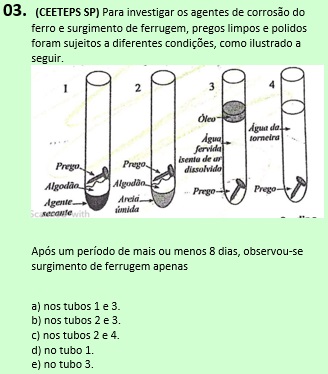 03. (CEETEPS SP) Para investigar os agentes de corrosão do
ferro e surgimento de ferrugem, pregos limpos e polidos
foram sujeitos a diferentes condições, como ilustrado a
seguir.
1 2 3 4
Óleo
Água da
torneira
Água
fervida
isenta de ar
dissolvido
Prego
Algodão
Agente
secante
Prego
Algodão
Areia
úmida
Prego
Prego
Após um período de mais ou menos 8 dias, observou-se
surgimento de ferrugem apenas
a) nos tubos 1 e 3.
b) nos tubos 2 e 3.
c) nos tubos 2 e 4.
d) no tubo 1.
e) no tubo 3.